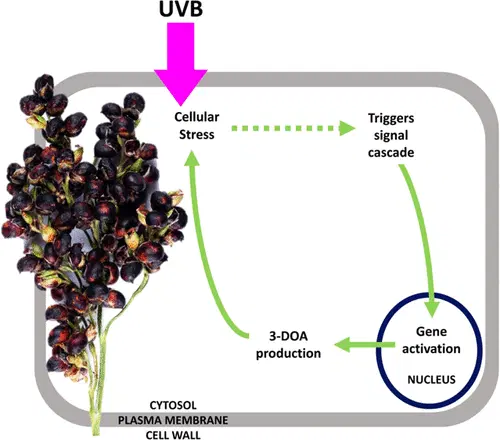 UVB
Cellular
Stress
Triggers
signal
cascade
Gene
activation
NUCLEUS
3-DOA
production
CYTOSOL
PLASMA MEMBRANE
CELL WALL